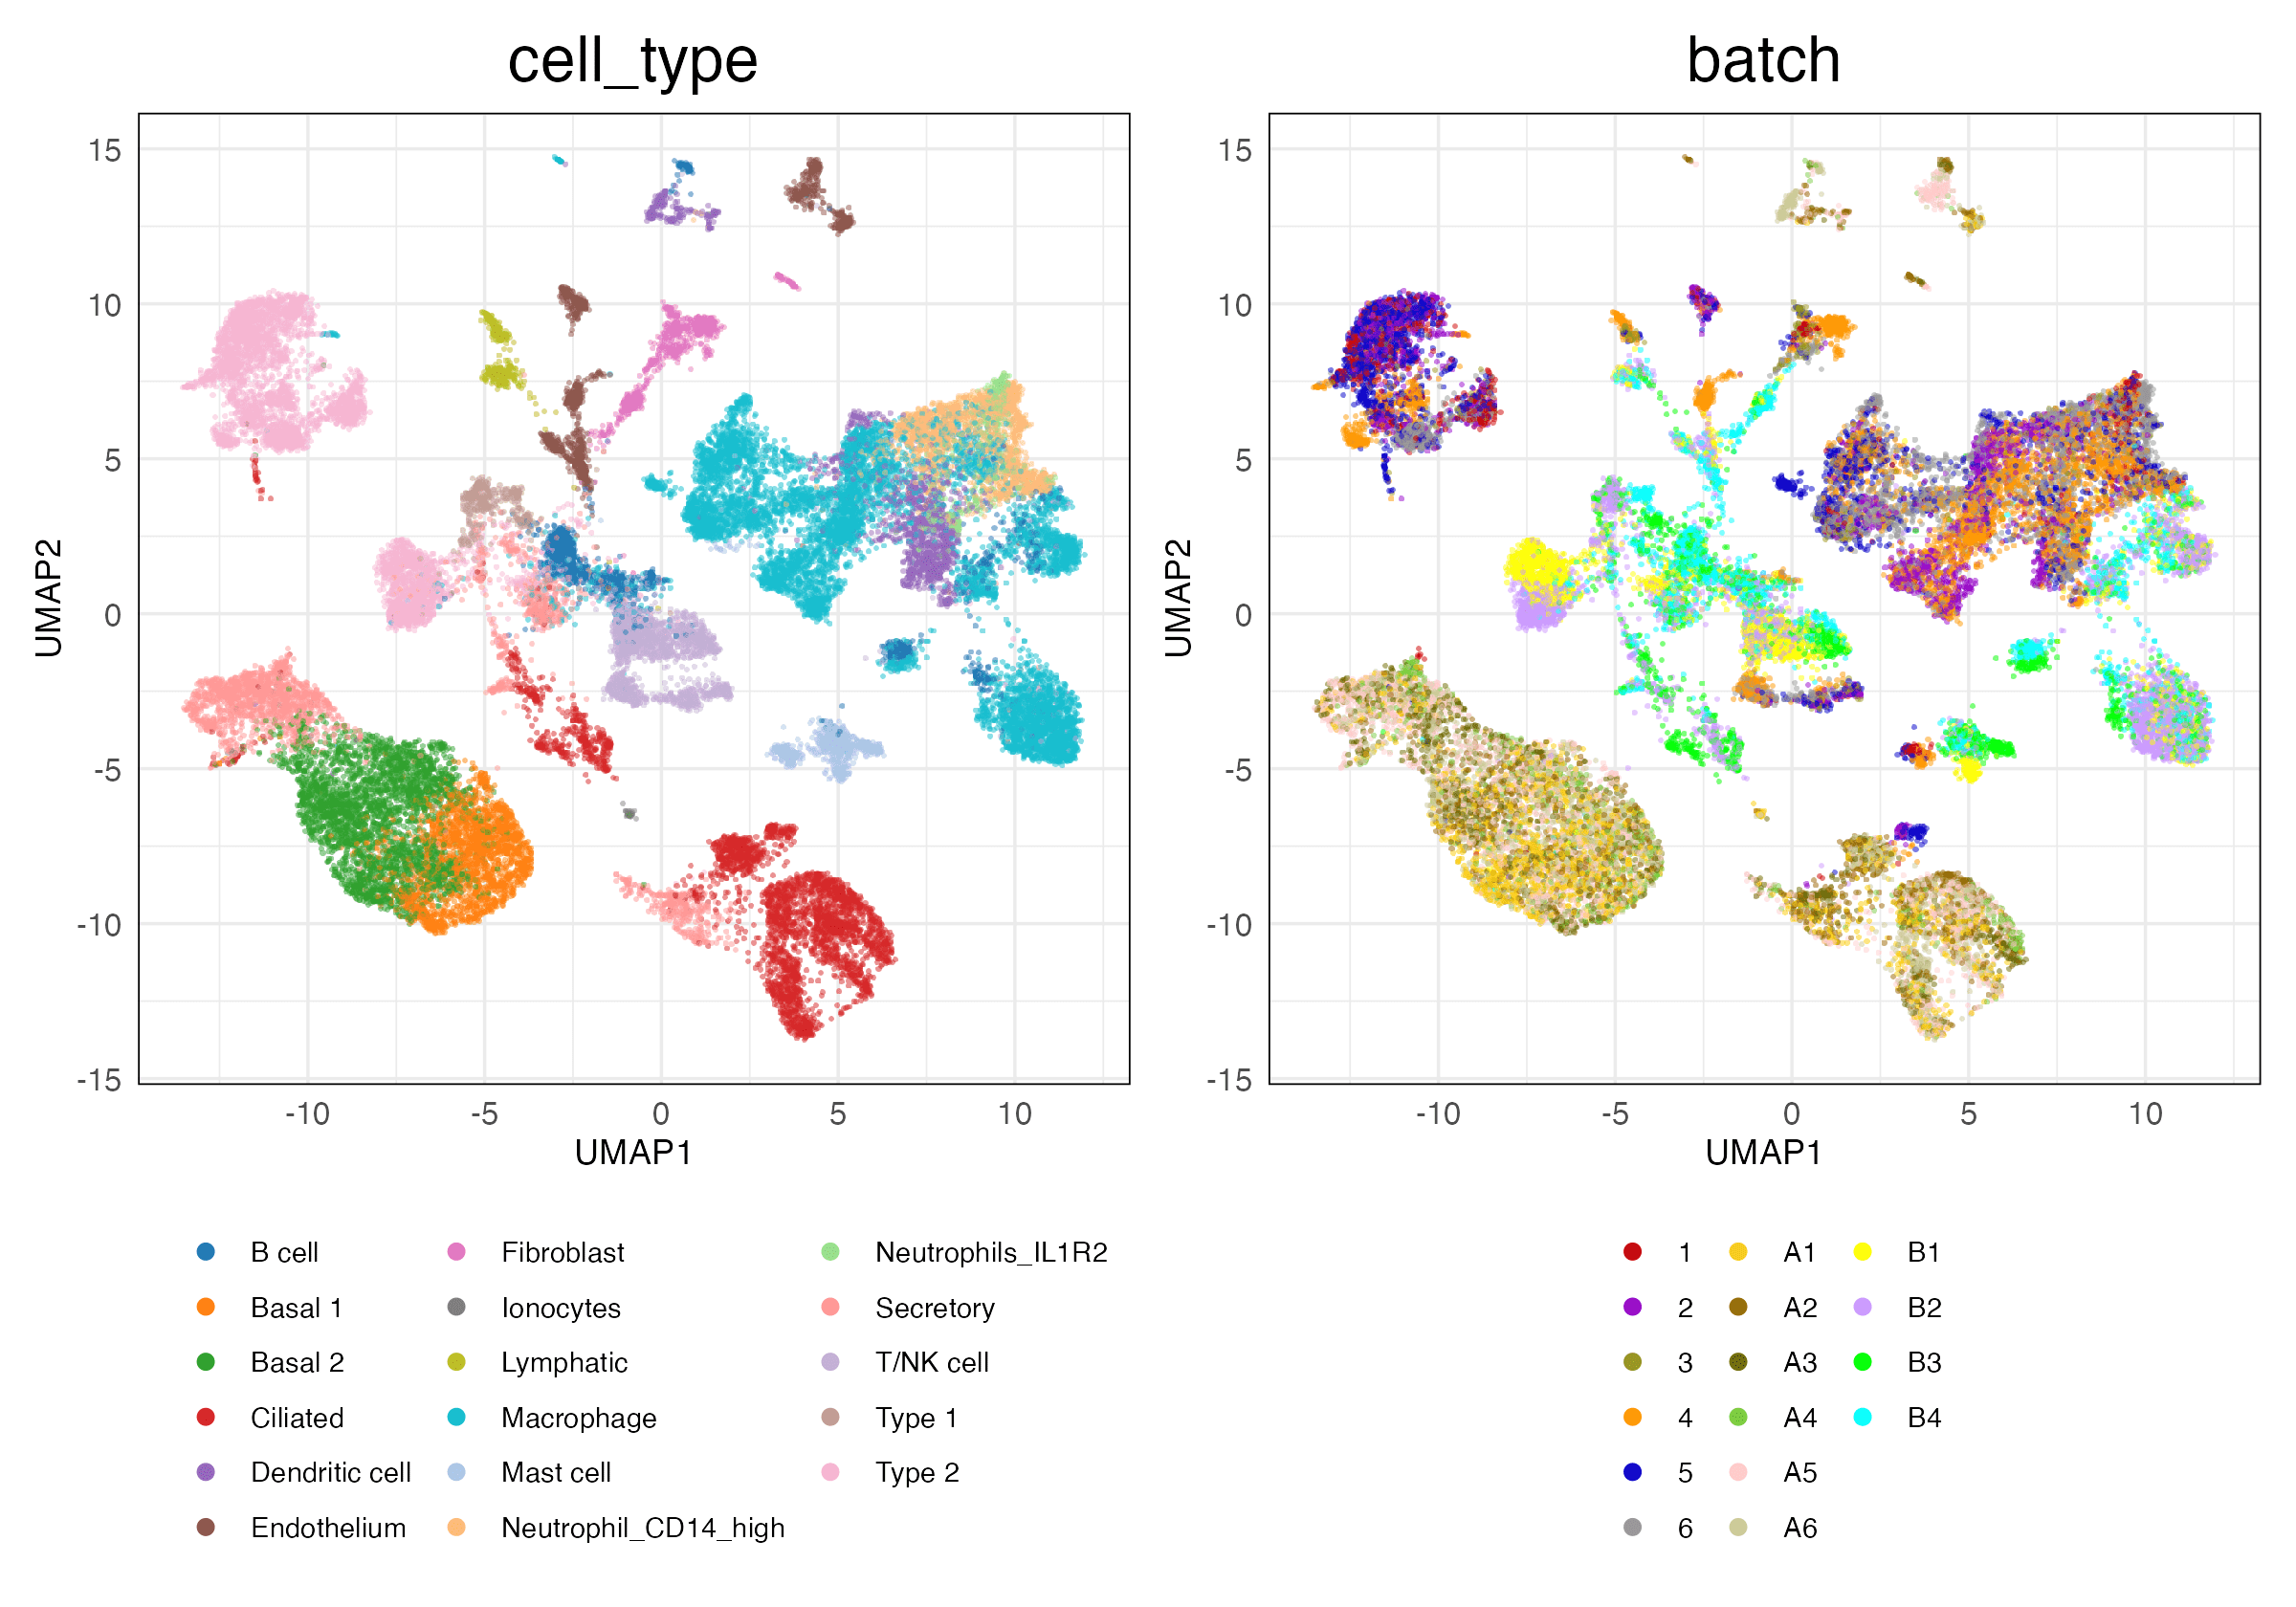 cell_type
batch
15
10
5
0
-5
-10
-15
UMAP2
-10 -5 0 5 10
UMAP1
15
10
5
0
-5
-10
-15
UMAP2
-10 -5 0 5 10
UMAP1
B cell Fibroblast Neutrophils_IL1R2
Basal 1 Ionocytes Secretory
Basal 2 Lymphatic T/NK cell
Ciliated Macrophage Type 1
Dendritic cell Mast cell Type 2
Endothelium Neutrophil_CD14_high
1 A1 B1
2 A2 B2
3 A3 B3
4 A4 B4
5 A5
6 A6